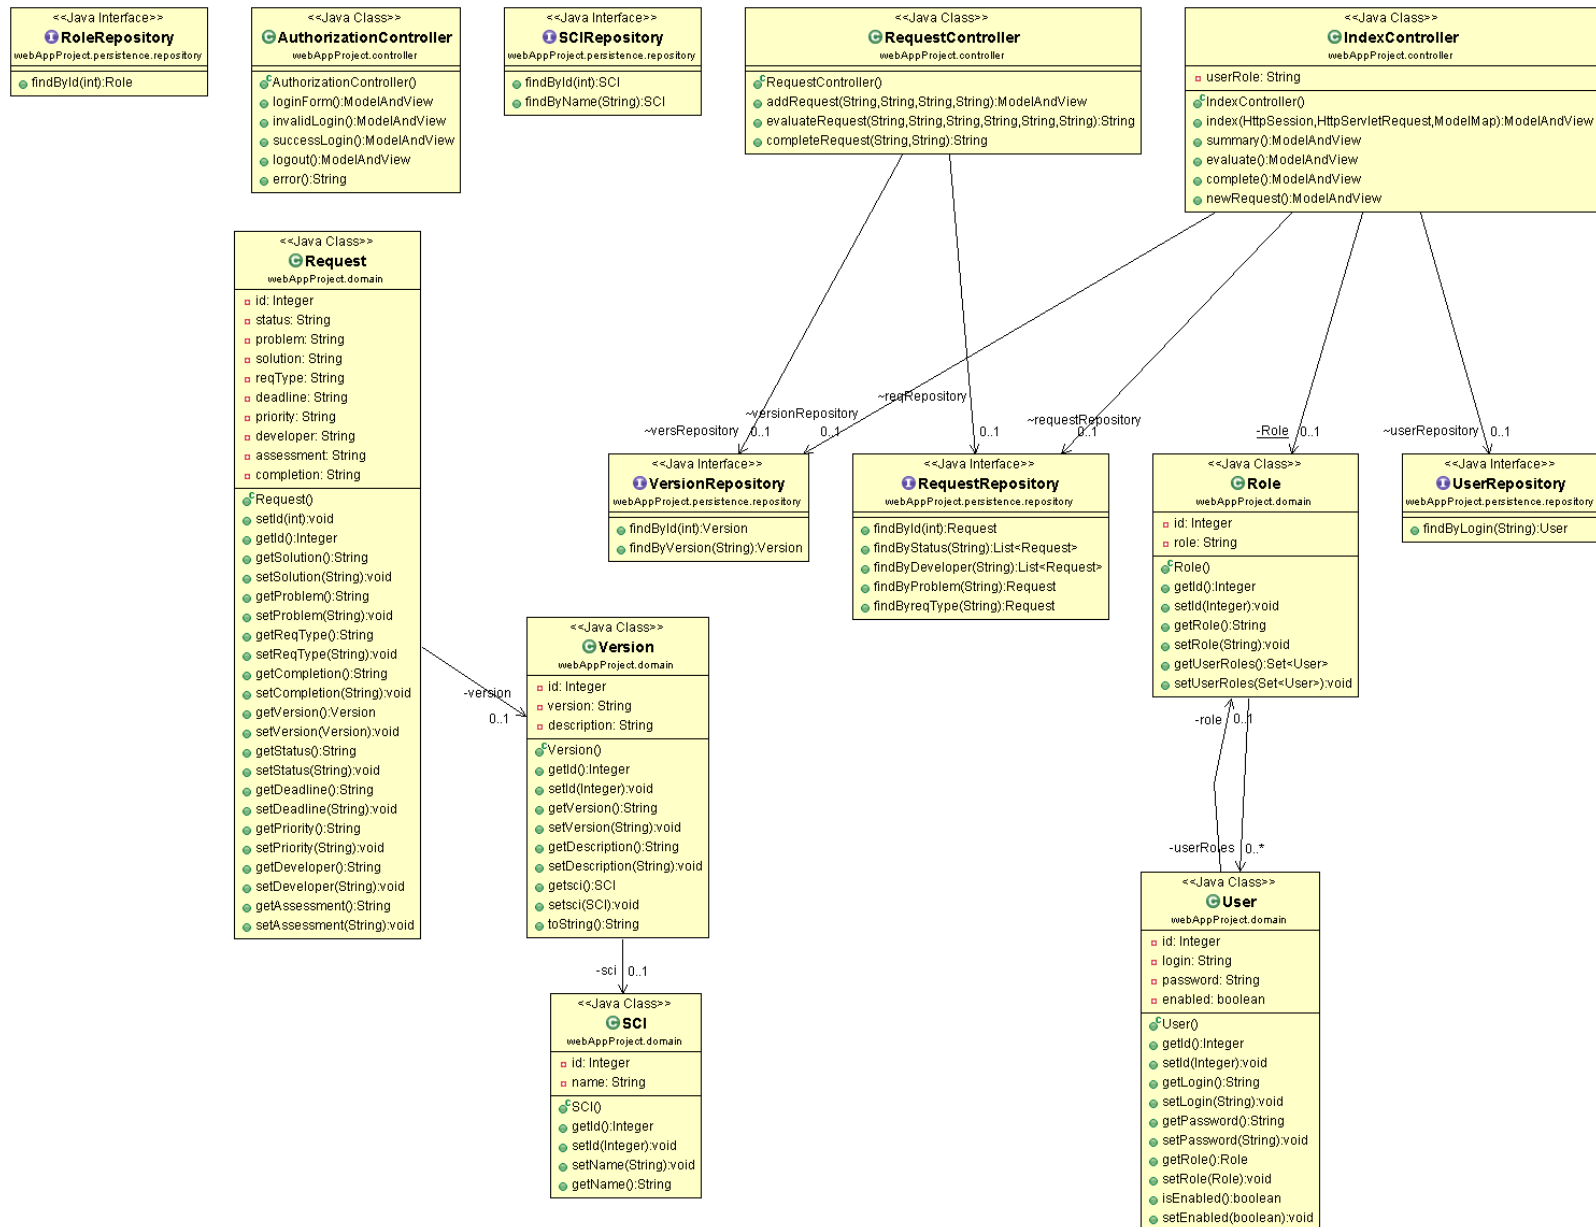 <<Java Interface>>
RoleRepository
webAppProject.persistence.repository
findById(int):Role
<<Java Class>>
AuthorizationController
webAppProject.controller
AuthorizationController()
loginForm():ModelAndView
invalidLogin():ModelAndView
successLogin():ModelAndView
logout():ModelAndView
error():String
<<Java Interface>>
SCIRepository
webAppProject.persistence.repository
findById(int):SCI
findByName(String):SCI
<<Java Class>>
RequestController
webAppProject.controller
RequestController()
addRequest(String,String,String,String):ModelAndView
evaluateRequest(String,String,String,String,String,String):String
completeRequest(String,String):String
<<Java Class>>
IndexController
webAppProject.controller
userRole: String
IndexController()
index(HttpSession,HttpServletRequest,ModelMap):ModelAndView
summary():ModelAndView
evaluate():ModelAndView
complete():ModelAndView
newRequest():ModelAndView
<<Java Class>>
Request
webAppProject.domain
id: Integer
status: String
problem: String
solution: String
reqType: String
deadline: String
priority: String
developer: String
assessment: String
completion: String
Request()
setId(int):void
getId():Integer
getSolution():String
setSolution(String):void
getProblem():String
setProblem(String):void
getReqType():String
setReqType(String):void
getCompletion():String
setCompletion(String):void
getVersion():Version
setVersion(Version):void
getStatus():String
setStatus(String):void
getDeadline():String
setDeadline(String):void
getPriority():String
setPriority(String):void
getDeveloper():String
setDeveloper(String):void
getAssessment():String
setAssessment(String):void
~versRepository
0..1
~versionRepository
0..1
~reqRepository
0..1
~requestRepository
0..1
-Role
0..1
~userRepository
0..1
<<Java Interface>>
VersionRepository
webAppProject.persistence.repository
findById(int):Version
findByVersion(String):Version
<<Java Interface>>
RequestRepository
webAppProject.persistence.repository
findById(int):Request
findByStatus(String):List<Request>
findByDeveloper(String):List<Request>
findByProblem(String):Request
findByreqType(String):Request
<<Java Class>>
Role
webAppProject.domain
id: Integer
role: String
Role()
getId():Integer
setId(Integer):void
getRole():String
setRole(String):void
getUserRoles():Set<User>
setUserRoles(Set<User>):void
<<Java Interface>>
UserRepository
webAppProject.persistence.repository
findByLogin(String):User
-version
0..1
<<Java Class>>
Version
webAppProject.domain
id: Integer
version: String
description: String
Version()
getId():Integer
setId(Integer):void
getVersion():String
setVersion(String):void
getDescription():String
setDescription(String):void
getsci():SCI
setsci(SCI):void
toString():String
-role
0..1
-userRoles
0..*
-sci
0..1
<<Java Class>>
SCI
webAppProject.domain
id: Integer
name: String
SCI()
getId():Integer
setId(Integer):void
setName(String):void
getName():String
<<Java Class>>
User
webAppProject.domain
id: Integer
login: String
password: String
enabled: boolean
User()
getId():Integer
setId(Integer):void
getLogin():String
setLogin(String):void
getPassword():String
setPassword(String):void
getRole():Role
setRole(Role):void
isEnabled():boolean
setEnabled(boolean):void